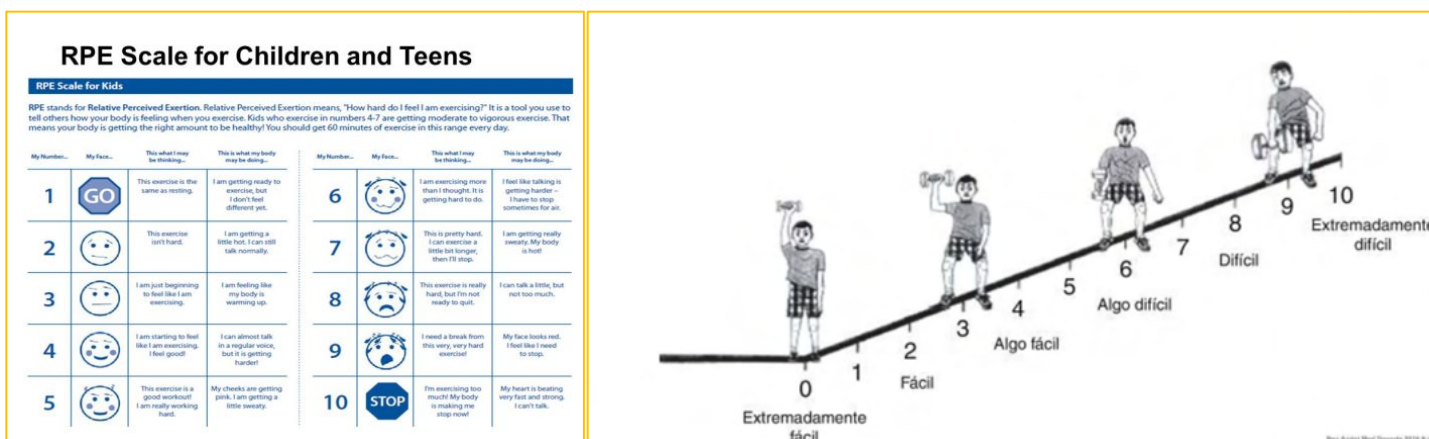 RPE Scale for Children and Teens
RPE Scale for Kids
RPE stands for Relative Perceived Exertion. Relative Perceived Exertion means, "How hard do I feel I am exercising?" It is a tool you use to
tell others how your body is feeling when you exercise. Kids who exercise in numbers 4-7 are getting moderate to vigorous exercise. That
means your body is getting the right amount to be healthy! You should get 60 minutes of exercise in this range every day.
My Number...
My Face...
This what I may
be thinking...
This is what my body
may be doing...
1
GO
This exercise is the
same as resting.
I am getting ready to
exercise, but
I don't feel
different yet.
2
This exercise
isn't hard.
I am getting a
little hot. I can still
talk normally.
3
I am just beginning
to feel like I am
exercising.
I am feeling like
my body is
warming up.
4
I am starting to feel
like I am exercising.
I feel good!
I can almost talk
in a regular voice,
but it is getting
harder!
5
This exercise is a
good workout!
I am really working
hard.
My cheeks are getting
pink. I am getting a
little sweaty.
My Number...
My Face...
This what I may
be thinking...
This is what my body
may be doing...
6
I am exercising more
than I thought. It is
getting hard to do.
I feel like talking is
getting harder –
I have to stop
sometimes for air.
7
This is pretty hard.
I can exercise a
little bit longer,
then I'll stop.
I am getting really
sweaty. My body
is hot!
8
This exercise is really
hard, but I'm not
ready to quit.
I can talk a little, but
not too much.
9
I need a break from
this very, very hard
exercise!
My face looks red.
I feel like I need
to stop.
10
STOP
I'm exercising too
much! My body
is making me
stop now!
My heart is beating
very fast and strong.
I can't talk.
0
Extremadamente
fácil
1
2
Fácil
3
4
Algo fácil
5
6
Algo difícil
7
8
Difícil
9
10
Extremadamente
difícil